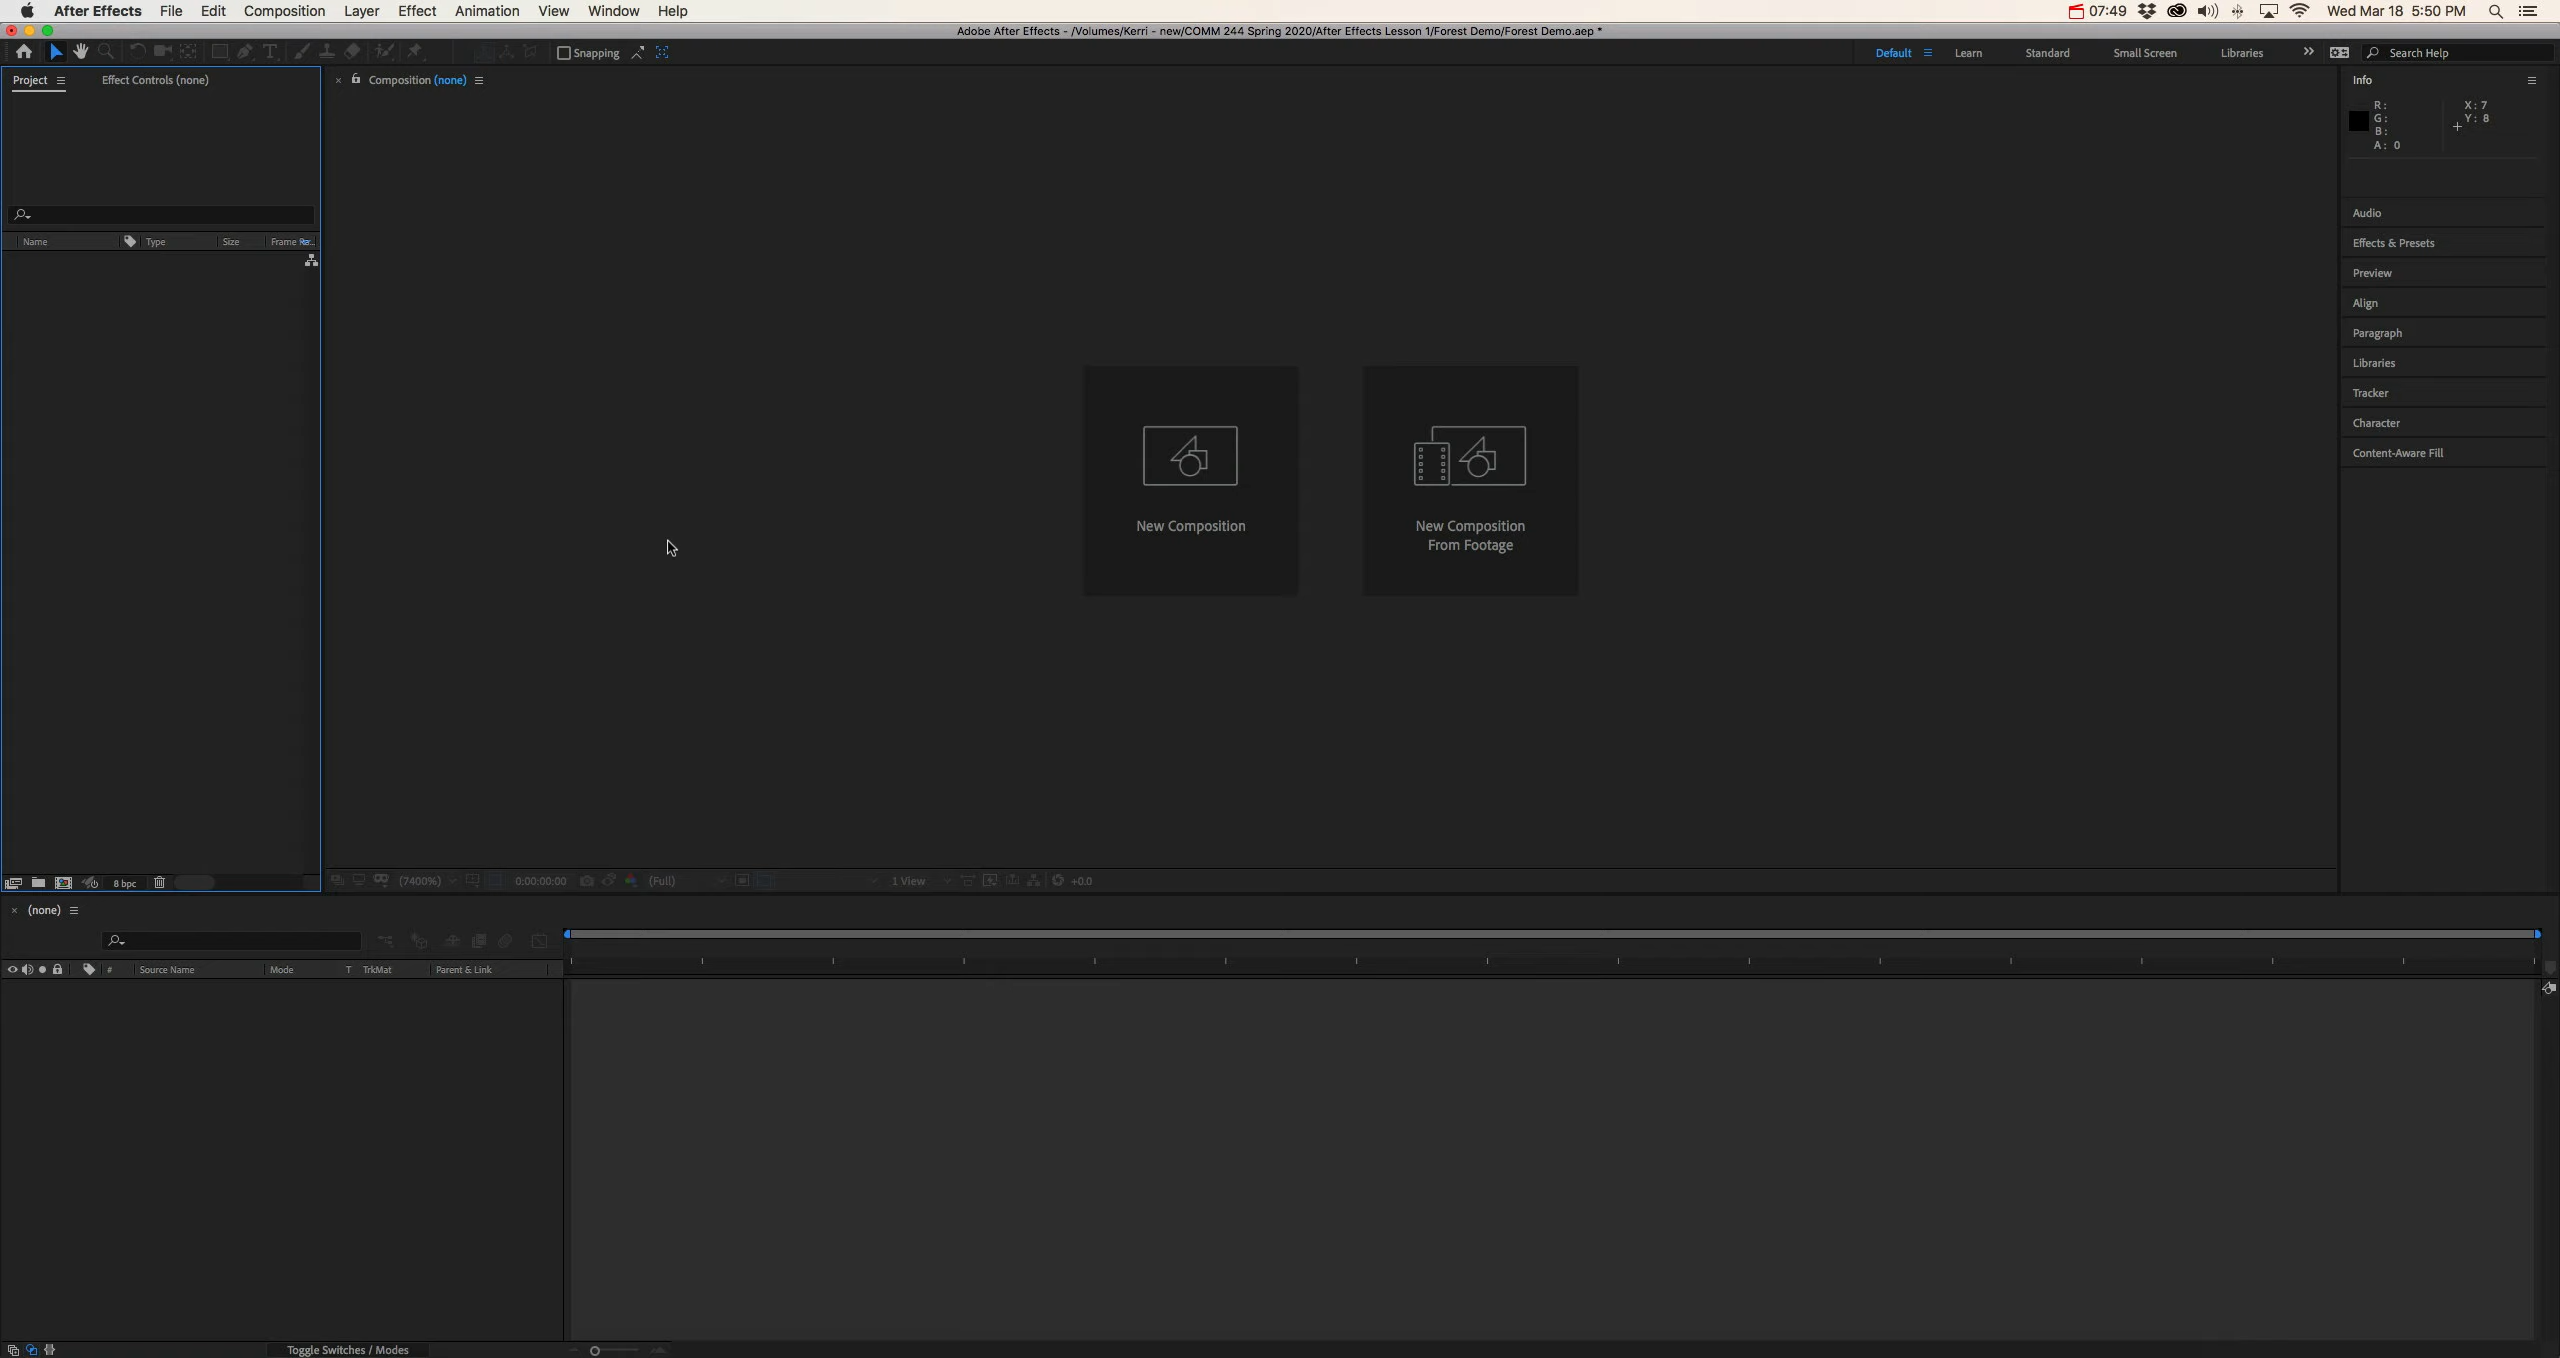 After Effects File Edit Composition Layer Effect Animation View Window Help 07:49 Wed Mar 18 5:50 PM
Adobe After Effects - /Volumes/Kerri - new/COMM 244 Spring 2020/After Effects Lesson 1/Forest Demo/Forest Demo.aep *
Snapping Default Learn Standard Small Screen Libraries Search Help
Project Effect Controls (none) Composition (none) Info
R: X: 7
G: Y: 8
B:
A: 0
Audio
Name Type Size Frame Ra...
Effects & Presets
Preview
Align
Paragraph
Libraries
Tracker
Character
Content-Aware Fill
New Composition New Composition
From Footage
8 bpc (7400%) 0:00:00:00 (Full) 1 View +0.0
(none)
# Source Name Mode T TrkMat Parent & Link
Toggle Switches / Modes